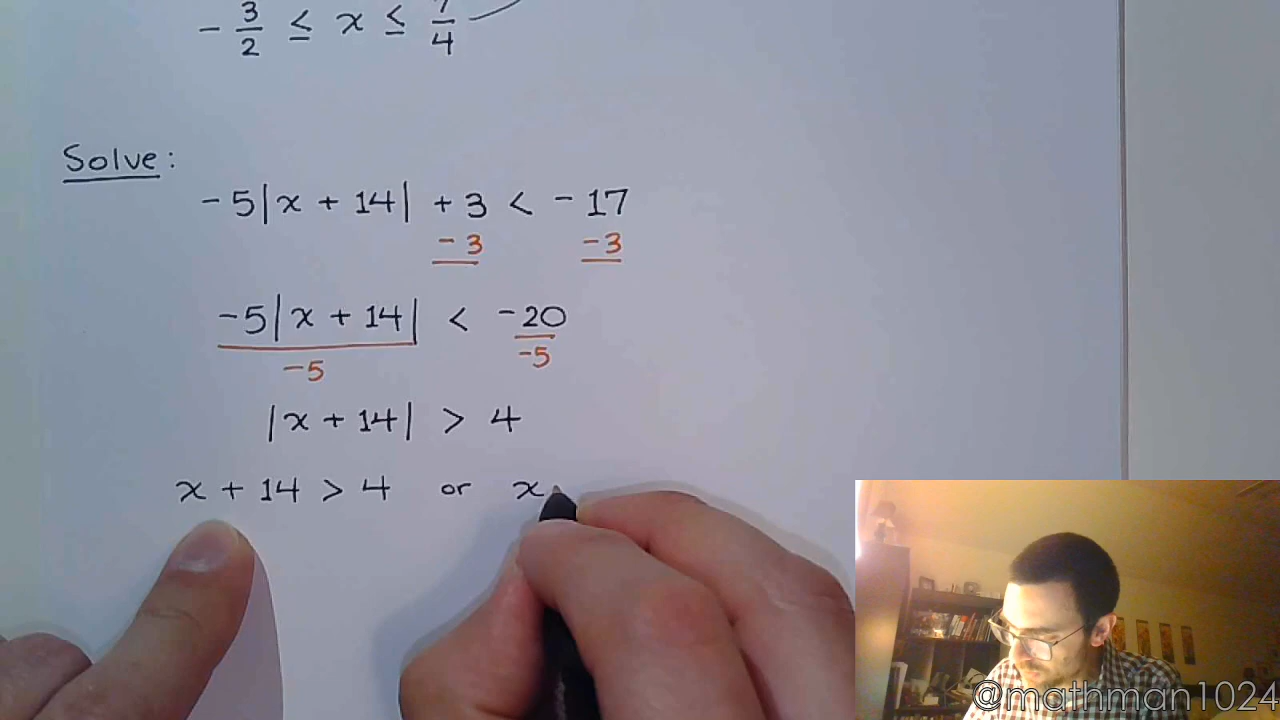 - 3/2 ≤ x ≤ 7/4
Solve:
-5|x + 14| + 3 < - 17
-3 -3
-5|x + 14| < -20
-5 -5
|x + 14| > 4
x + 14 > 4 or x
@mathman1024